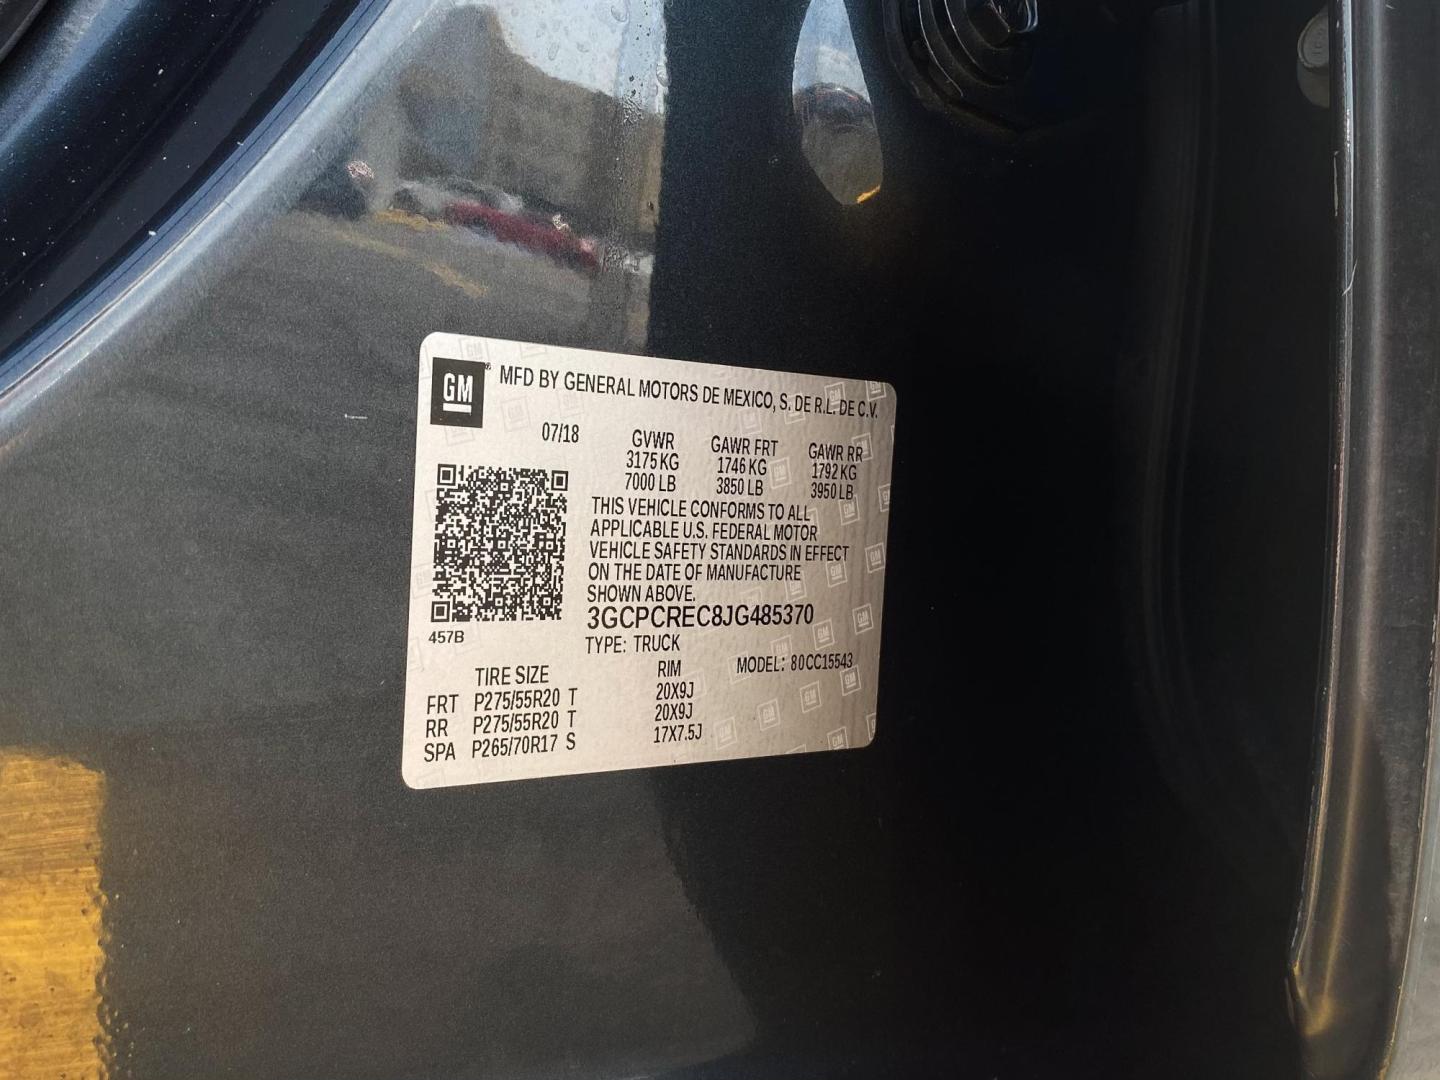 GM® MFD BY GENERAL MOTORS DE MEXICO, S. DE R.L. DE C.V.
07/18 GVWR GAWR FRT GAWR RR
3175 KG 1746 KG 1792 KG
7000 LB 3850 LB 3950 LB
THIS VEHICLE CONFORMS TO ALL
APPLICABLE U.S. FEDERAL MOTOR
VEHICLE SAFETY STANDARDS IN EFFECT
ON THE DATE OF MANUFACTURE
SHOWN ABOVE.
3GCPCREC8JG485370
457B
TYPE: TRUCK
TIRE SIZE RIM MODEL: 80CC15543
FRT P275/55R20 T 20X9J
RR P275/55R20 T 20X9J
SPA P265/70R17 S 17X7.5J